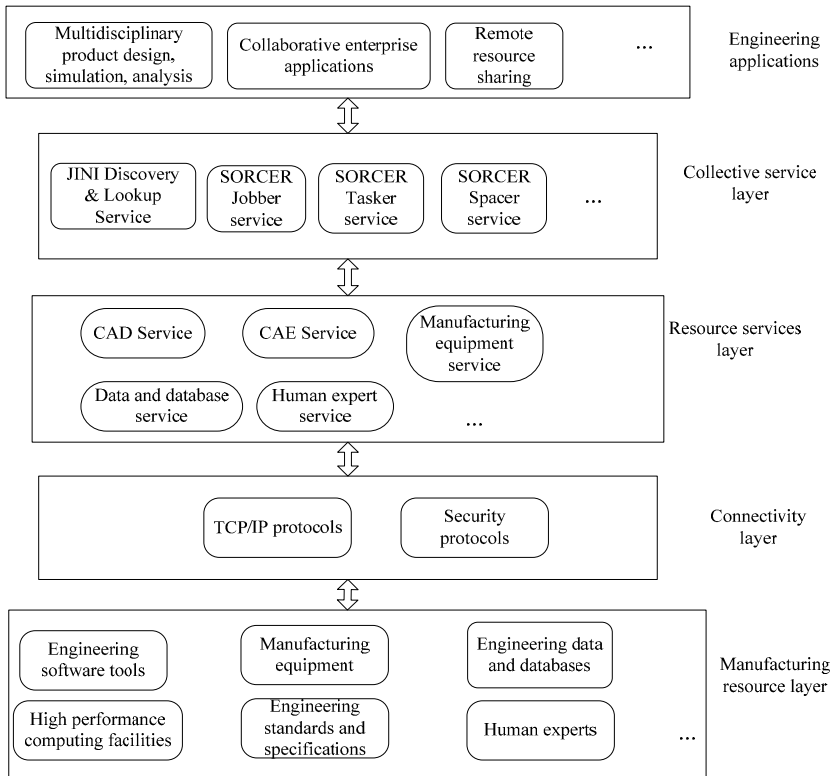 Multidisciplinary
product design,
simulation, analysis
Collaborative enterprise
applications
Remote
resource
sharing
...
Engineering
applications
JINI Discovery
& Lookup
Service
SORCER
Jobber
service
SORCER
Tasker
service
SORCER
Spacer
service
...
Collective service
layer
CAD Service
CAE Service
Manufacturing
equipment
service
Data and database
service
Human expert
service
...
Resource services
layer
TCP/IP protocols
Security
protocols
Connectivity
layer
Engineering
software tools
Manufacturing
equipment
Engineering data
and databases
High performance
computing facilities
Engineering
standards and
specifications
Human experts
...
Manufacturing
resource layer